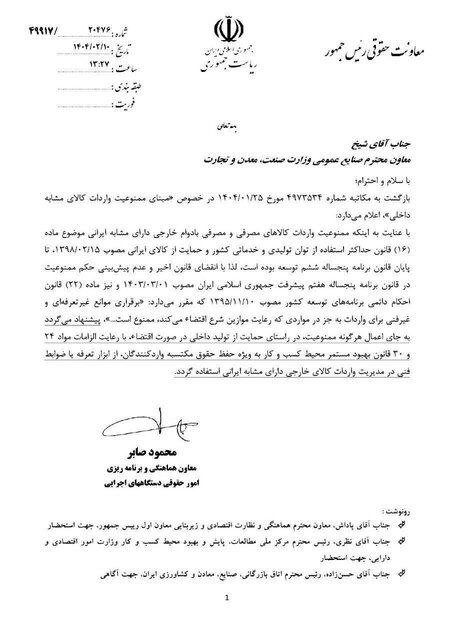 شماره: ۲۰۴۷۶ / ۴۹۹۱۷
تاریخ: ۱۴۰۴/۰۲/۱۰
ساعت: ۱۳:۲۷
طبقه بندی:
فوریت:
جمهوری اسلامی ایران
ریاست جمهوری
معاونت حقوقی رئیس جمهور
بسمه تعالی
جناب آقای شیخ
معاون محترم صنایع عمومی وزارت صنعت، معدن و تجارت
با سلام و احترام؛
بازگشت به مکاتبه شماره ۴۹۷۳۵۳۴ مورخ ۱۴۰۴/۰۱/۲۵ در خصوص «مبنای ممنوعیت واردات کالای مشابه
داخلی»، اعلام می‌دارد:
با عنایت به اینکه ممنوعیت واردات کالاهای مصرفی و مصرفی بادوام خارجی دارای مشابه ایرانی موضوع ماده
(۱۶) قانون حداکثر استفاده از توان تولیدی و خدماتی کشور و حمایت از کالای ایرانی مصوب ۱۳۹۸/۰۲/۱۵، تا
پایان قانون برنامه پنجساله ششم توسعه بوده است، لذا با انقضای قانون اخیر و عدم پیش‌بینی حکم ممنوعیت
در قانون برنامه پنجساله هفتم پیشرفت جمهوری اسلامی ایران مصوب ۱۴۰۳/۰۳/۰۱ و نیز ماده (۲۲) قانون
احکام دائمی برنامه‌های توسعه کشور مصوب ۱۳۹۵/۱۱/۱۰ که مقرر می‌دارد: «برقراری موانع غیرتعرفه‌ای و
غیرفنی برای واردات به جز در مواردی که رعایت موازین شرع اقتضاء می‌کند، ممنوع است...»، پیشنهاد می‌گردد
به جای اعمال هرگونه ممنوعیت، در راستای حمایت از تولید داخلی در صورت اقتضاء، با رعایت الزامات مواد ۲۴
و ۳۰ قانون بهبود مستمر محیط کسب و کار به ویژه حفظ حقوق مکتسبه واردکنندگان، از ابزار تعرفه یا ضوابط
فنی در مدیریت واردات کالای خارجی دارای مشابه ایرانی استفاده گردد.
محمود صابر
معاون هماهنگی و برنامه ریزی
امور حقوقی دستگاههای اجرایی
رونوشت:
جناب آقای پاداش، معاون محترم هماهنگی و نظارت اقتصادی و زیربنایی معاون اول رییس جمهور، جهت استحضار
جناب آقای نظری، رئیس محترم مرکز ملی مطالعات، پایش و بهبود محیط کسب و کار وزارت امور اقتصادی و
دارایی، جهت استحضار
جناب آقای حسن‌زاده، رئیس محترم اتاق بازرگانی، صنایع، معادن و کشاورزی ایران، جهت آگاهی
1